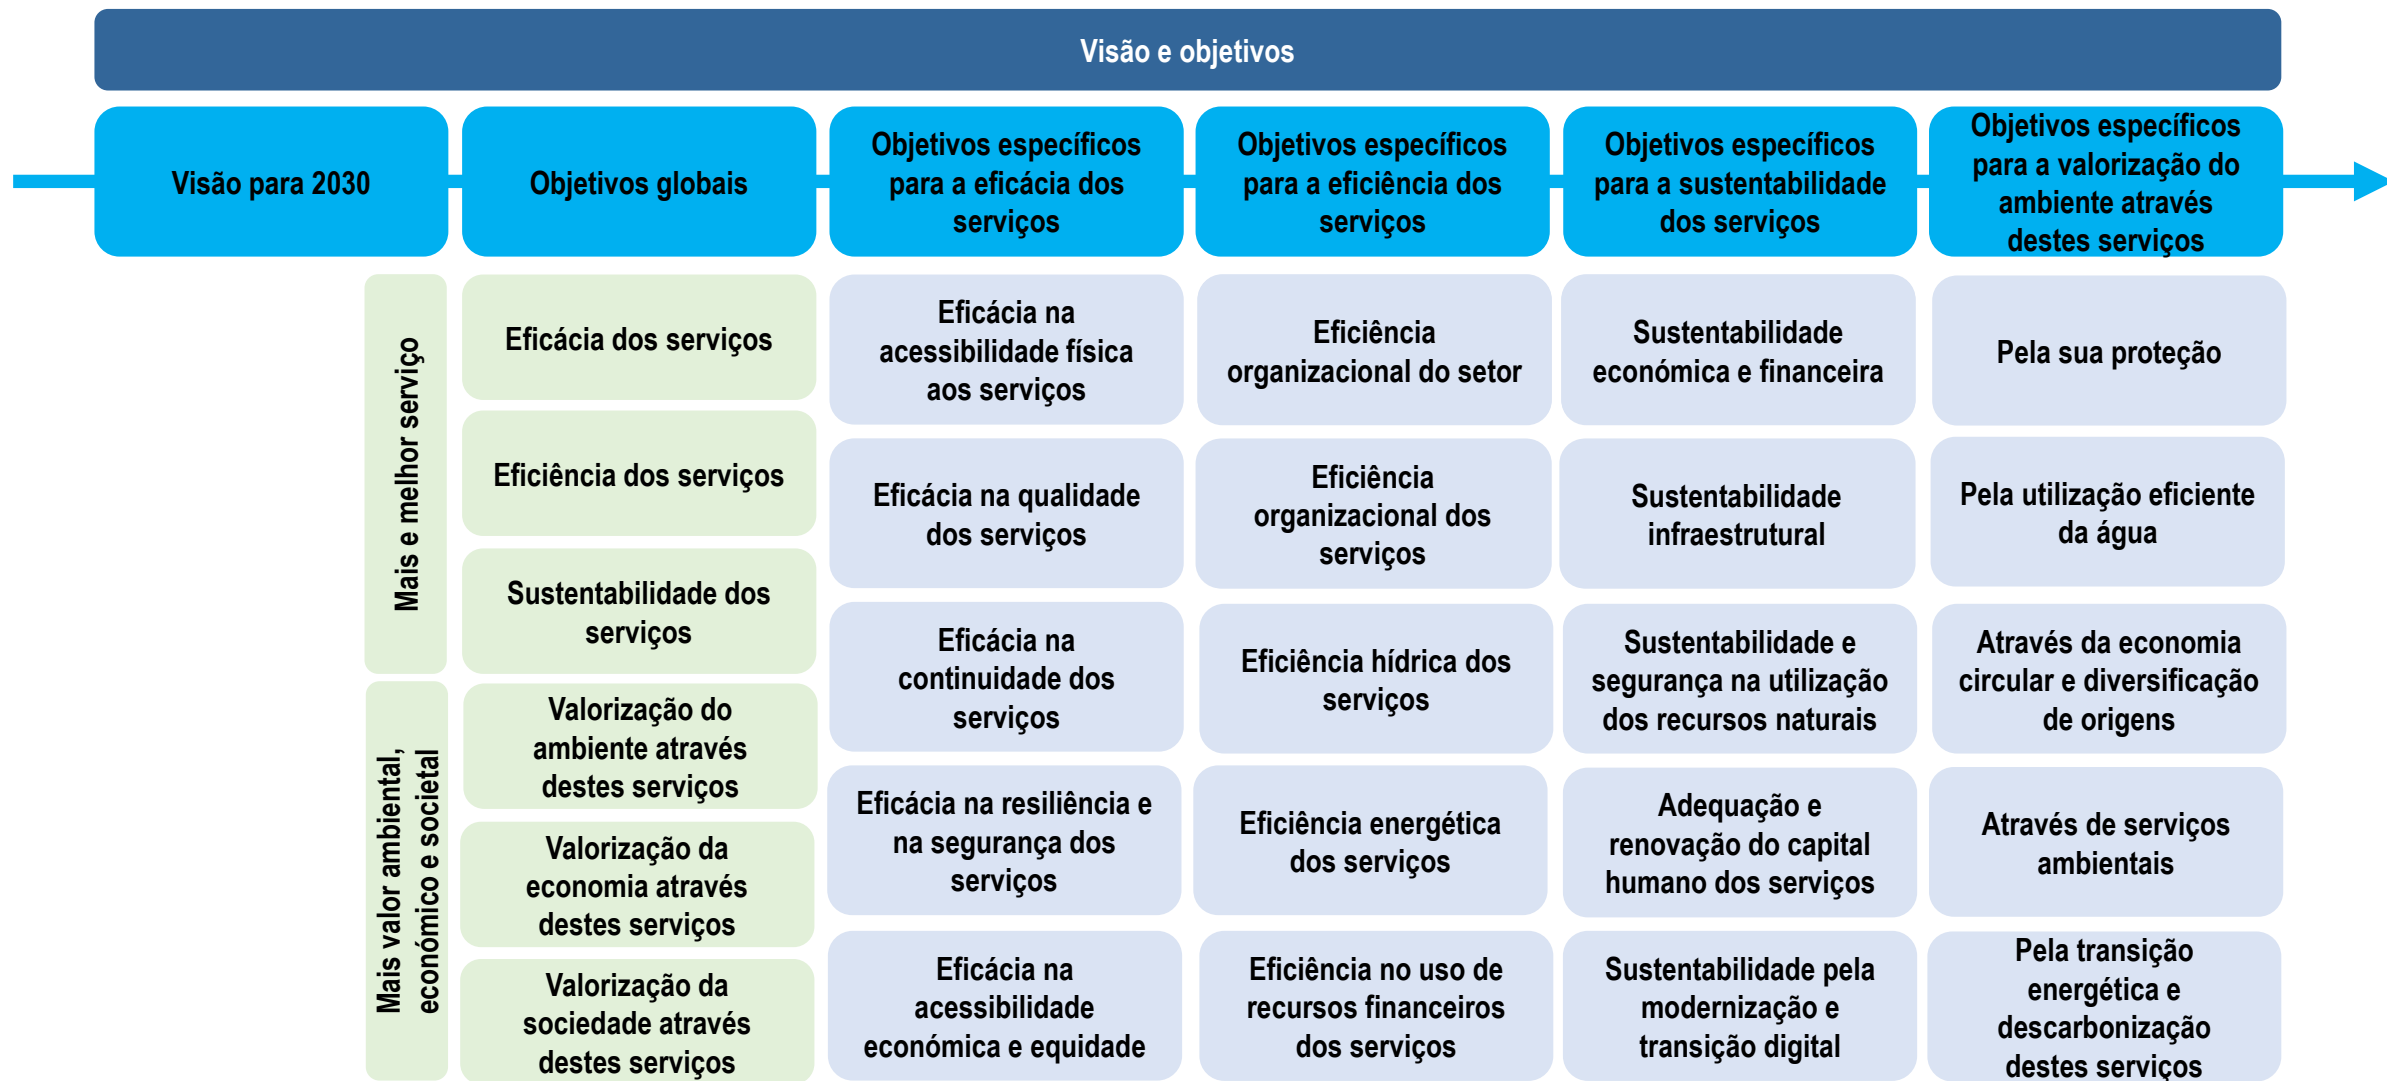 Visão e objetivos
Visão para 2030
Objetivos globais
Objetivos específicos
para a eficácia dos
serviços
Objetivos específicos
para a eficiência dos
serviços
Objetivos específicos
para a sustentabilidade
dos serviços
Objetivos específicos
para a valorização do
ambiente através
destes serviços
Mais e melhor serviço
Mais valor ambiental,
económico e societal
Eficácia dos serviços
Eficiência dos serviços
Sustentabilidade dos
serviços
Valorização do
ambiente através
destes serviços
Valorização da
economia através
destes serviços
Valorização da
sociedade através
destes serviços
Eficácia na
acessibilidade física
aos serviços
Eficácia na qualidade
dos serviços
Eficácia na
continuidade dos
serviços
Eficácia na resiliência e
na segurança dos
serviços
Eficácia na
acessibilidade
económica e equidade
Eficiência
organizacional do setor
Eficiência
organizacional dos
serviços
Eficiência hídrica dos
serviços
Eficiência energética
dos serviços
Eficiência no uso de
recursos financeiros
dos serviços
Sustentabilidade
económica e financeira
Sustentabilidade
infraestrutural
Sustentabilidade e
segurança na utilização
dos recursos naturais
Adequação e
renovação do capital
humano dos serviços
Sustentabilidade pela
modernização e
transição digital
Pela sua proteção
Pela utilização eficiente
da água
Através da economia
circular e diversificação
de origens
Através de serviços
ambientais
Pela transição
energética e
descarbonização
destes serviços